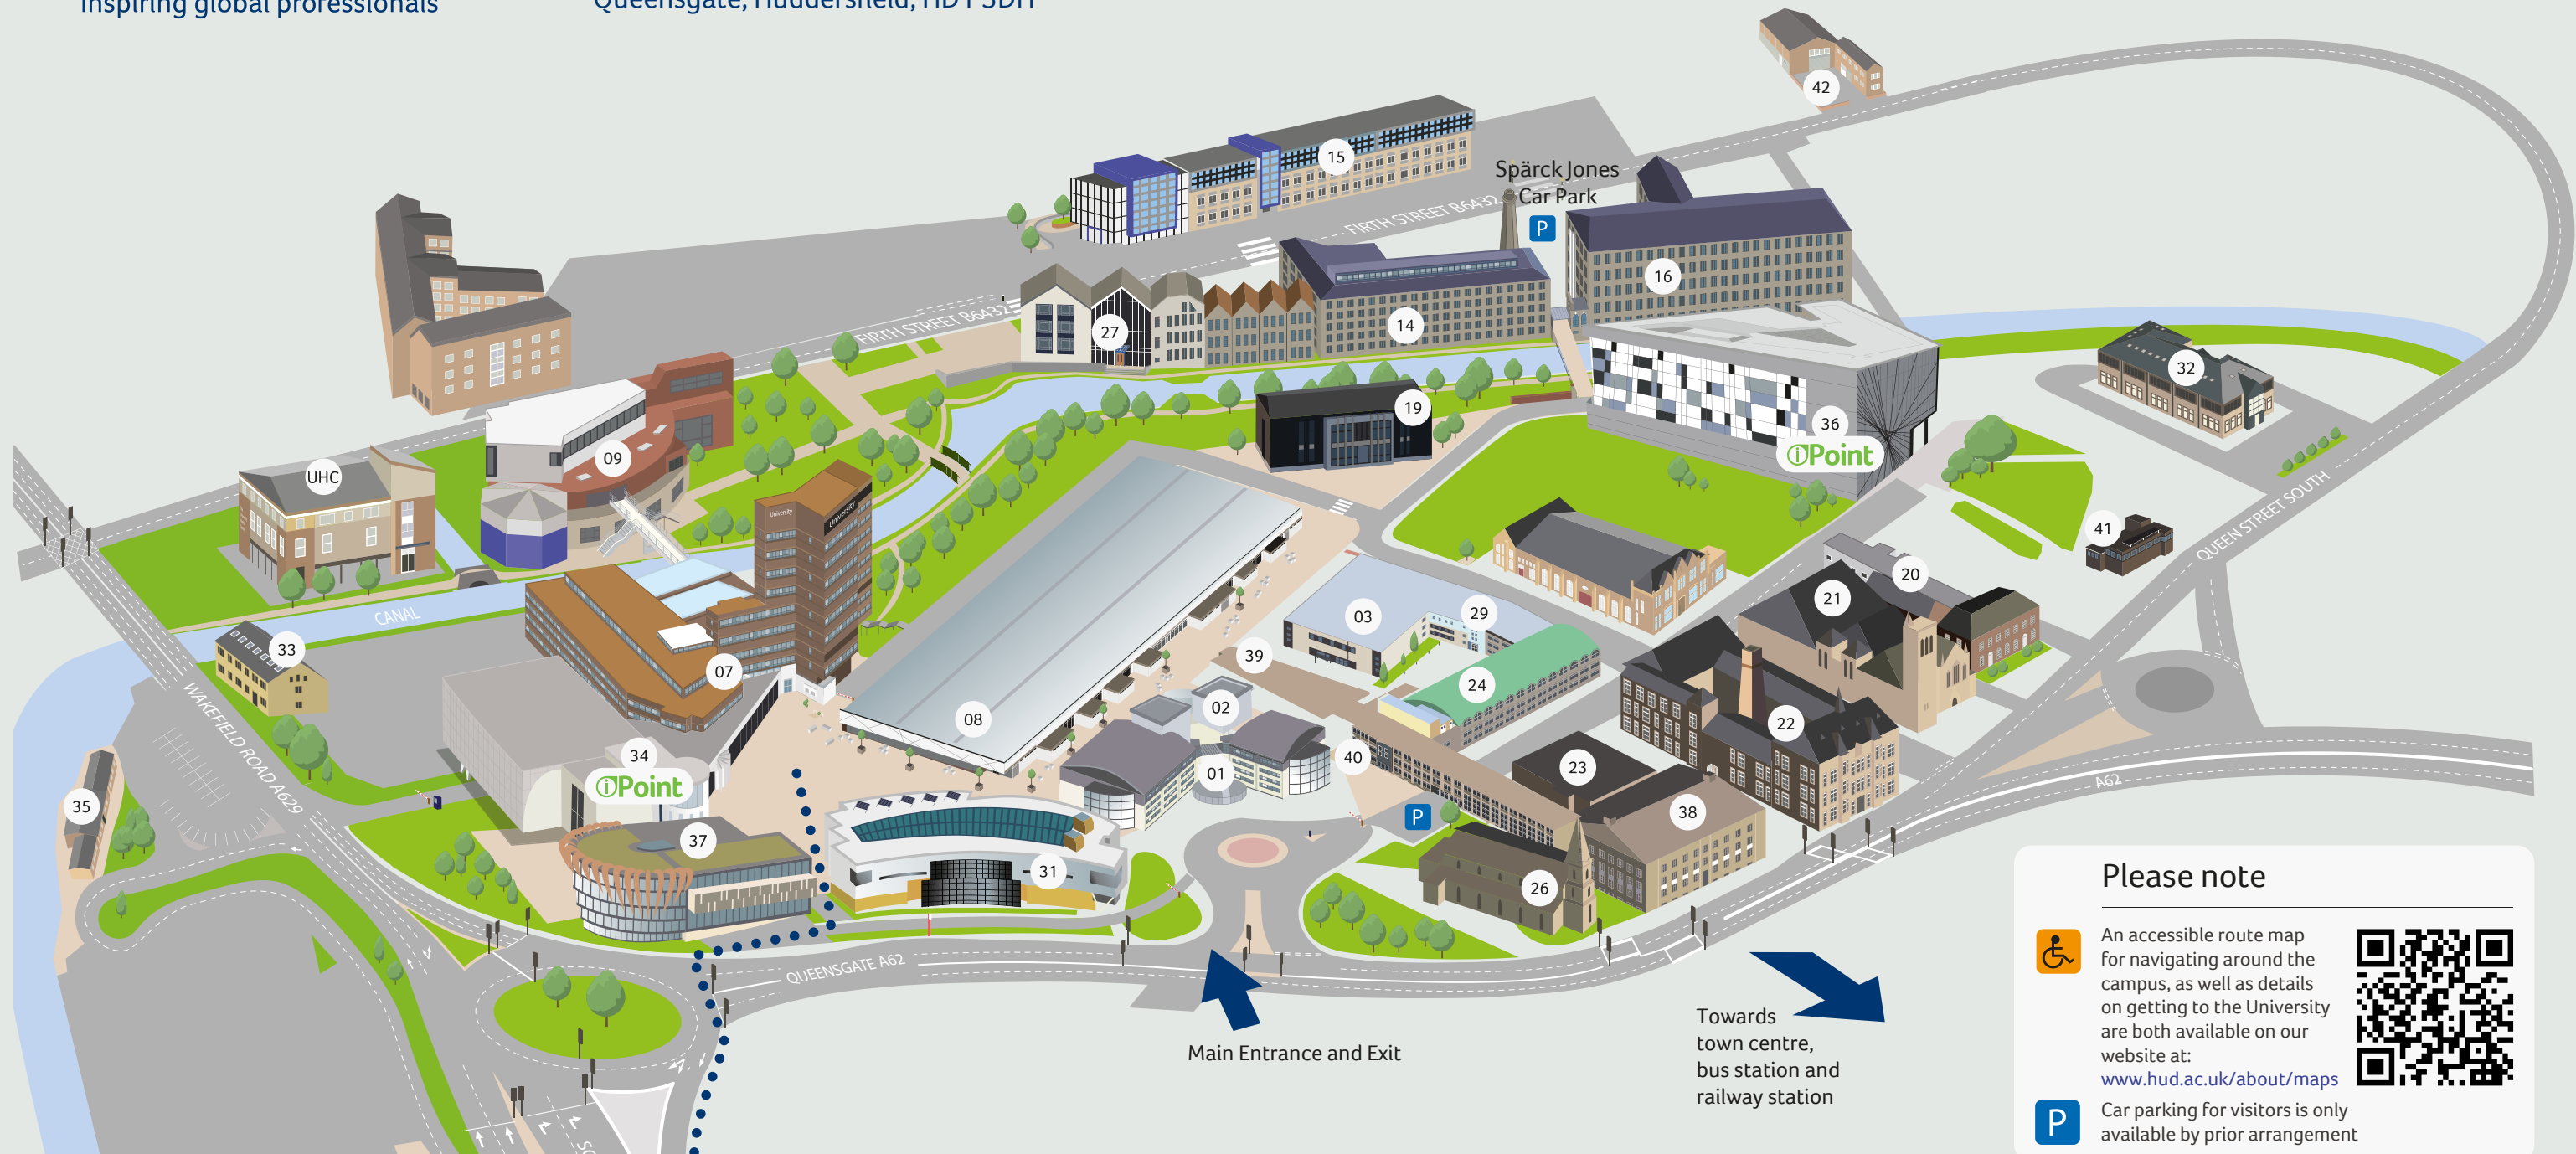 inspiring global professionals
Queensgate, Huddersfield, HD1 3DH
42
15
Spärck Jones
Car Park
P
FIRTH STREET B6432
16
27
14
FIRTH STREET B6432
32
19
36
iPoint
09
UHC
University
University
41
QUEEN STREET SOUTH
20
21
CANAL
03
29
33
39
07
24
02
08
22
WAKEFIELD ROAD A629
34
iPoint
01
40
23
A62
35
P
38
37
31
26
QUEENSGATE A62
Main Entrance and Exit
Towards
town centre,
bus station and
railway station
Please note
An accessible route map
for navigating around the
campus, as well as details
on getting to the University
are both available on our
website at:
www.hud.ac.uk/about/maps
P
Car parking for visitors is only
available by prior arrangement